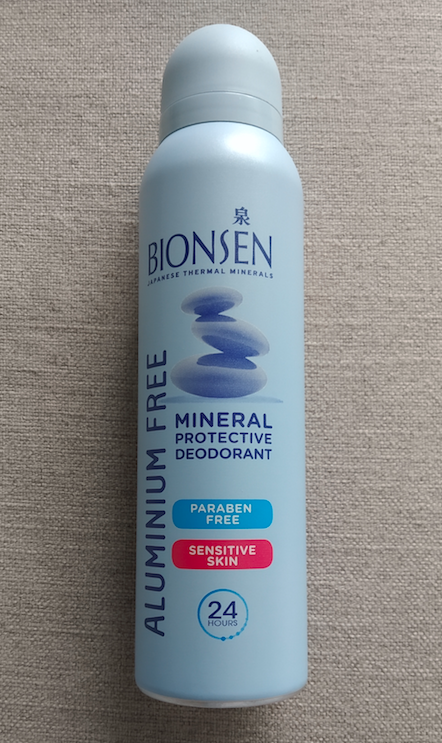 泉
BIONSEN
JAPANESE THERMAL MINERALS
ALUMINIUM FREE
MINERAL
PROTECTIVE
DEODORANT
PARABEN
FREE
SENSITIVE
SKIN
24
HOURS